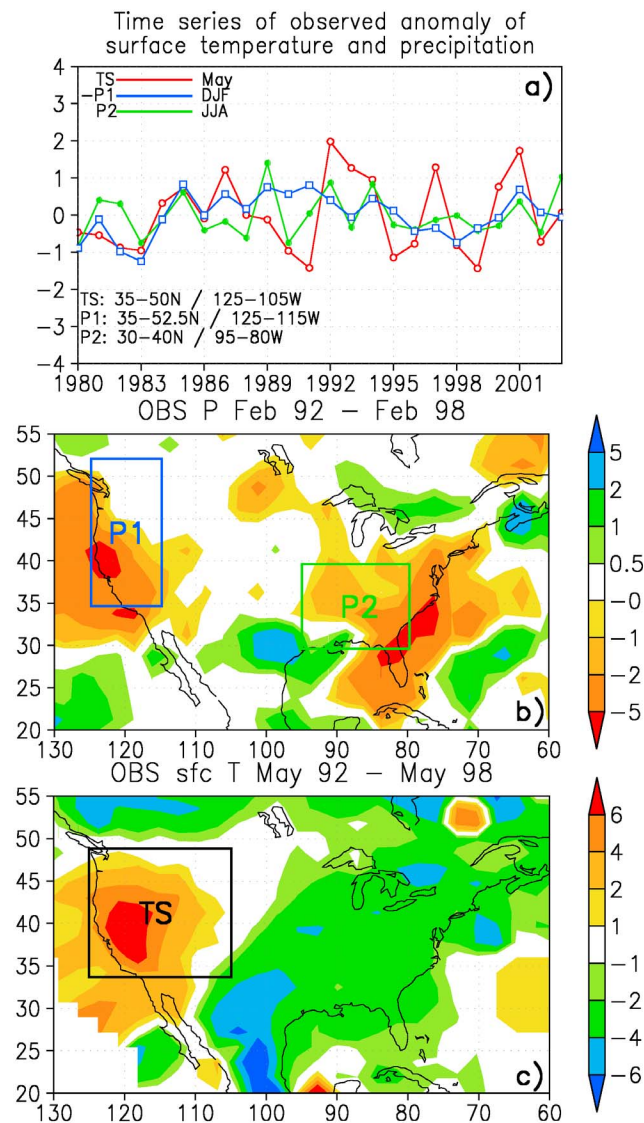 Time series of observed anomaly of
surface temperature and precipitation
4
3
2
1
0
−1
−2
−3
−4
TS May
−P1 DJF
P2 JJA
a)
TS: 35−50N / 125−105W
P1: 35−52.5N / 125−115W
P2: 30−40N / 95−80W
1980 1983 1986 1989 1992 1995 1998 2001
OBS P Feb 92 − Feb 98
55
50
45
40
35
30
25
20
P1
P2
b)
130 120 110 100 90 80 70 60
5
2
1
0.5
−0
−1
−2
−5
OBS sfc T May 92 − May 98
55
50
45
40
35
30
25
20
TS
c)
130 120 110 100 90 80 70 60
6
4
2
1
−1
−2
−4
−6